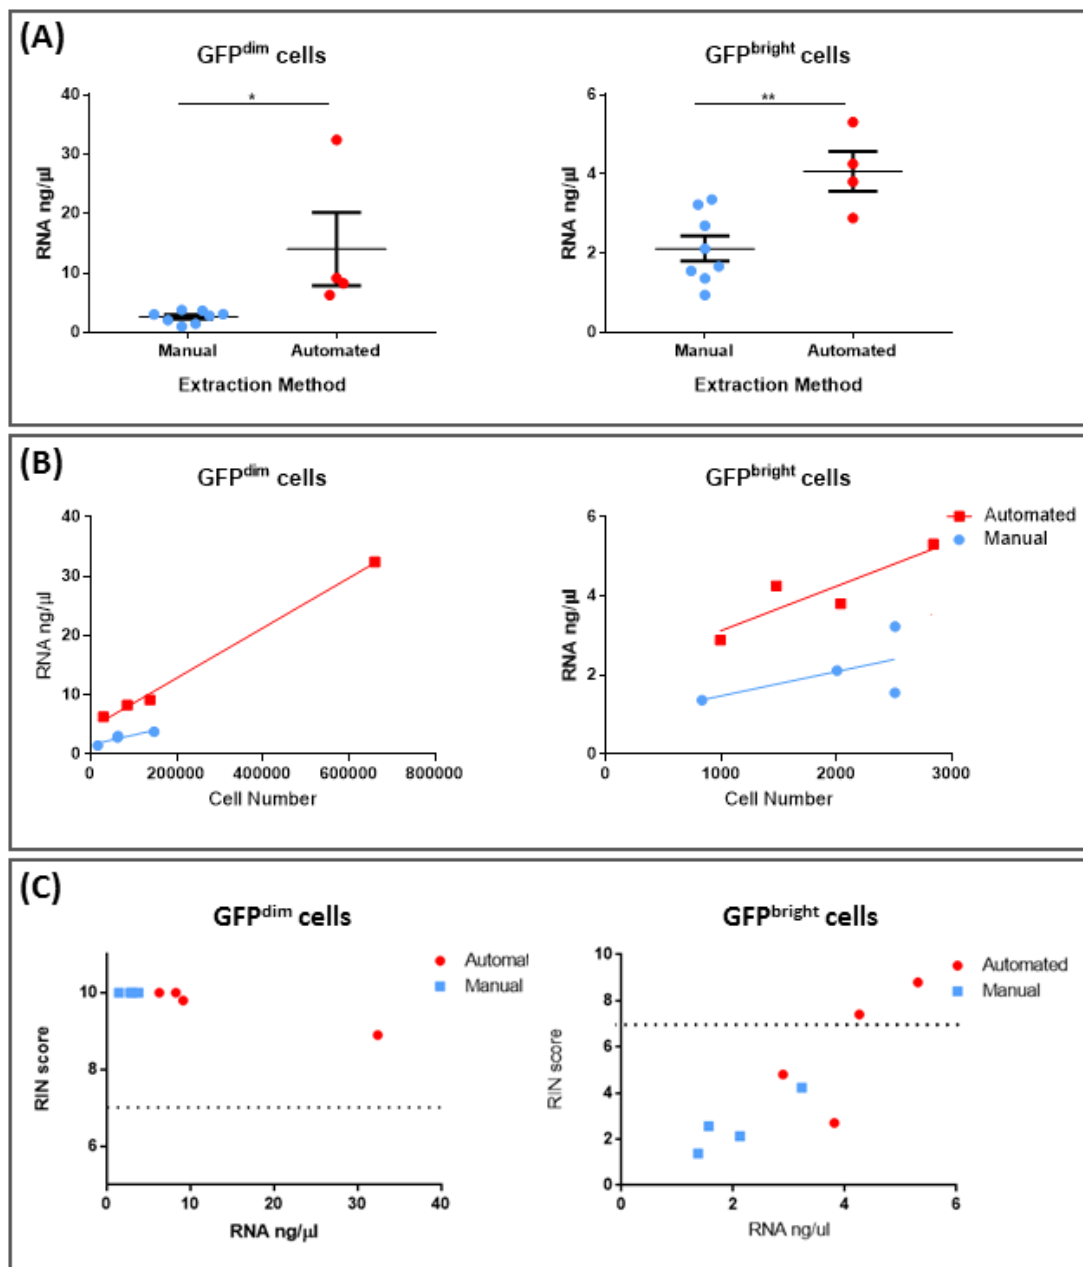 (A)
GFPdim cells
GFPbright cells
40
30
20
10
0
RNA ng/µl
*
Manual
Automated
Extraction Method
6
4
2
0
RNA ng/µl
**
Manual
Automated
Extraction Method
(B)
GFPdim cells
GFPbright cells
40
30
20
10
0
RNA ng/µl
0
200000
400000
600000
800000
Cell Number
6
4
2
0
RNA ng/µl
0
1000
2000
3000
Cell Number
Automated
Manual
(C)
GFPdim cells
GFPbright cells
10
8
6
RIN score
0
10
20
30
40
RNA ng/µl
Automat
Manual
10
8
6
4
2
0
RIN score
0
2
4
6
RNA ng/ul
Automated
Manual